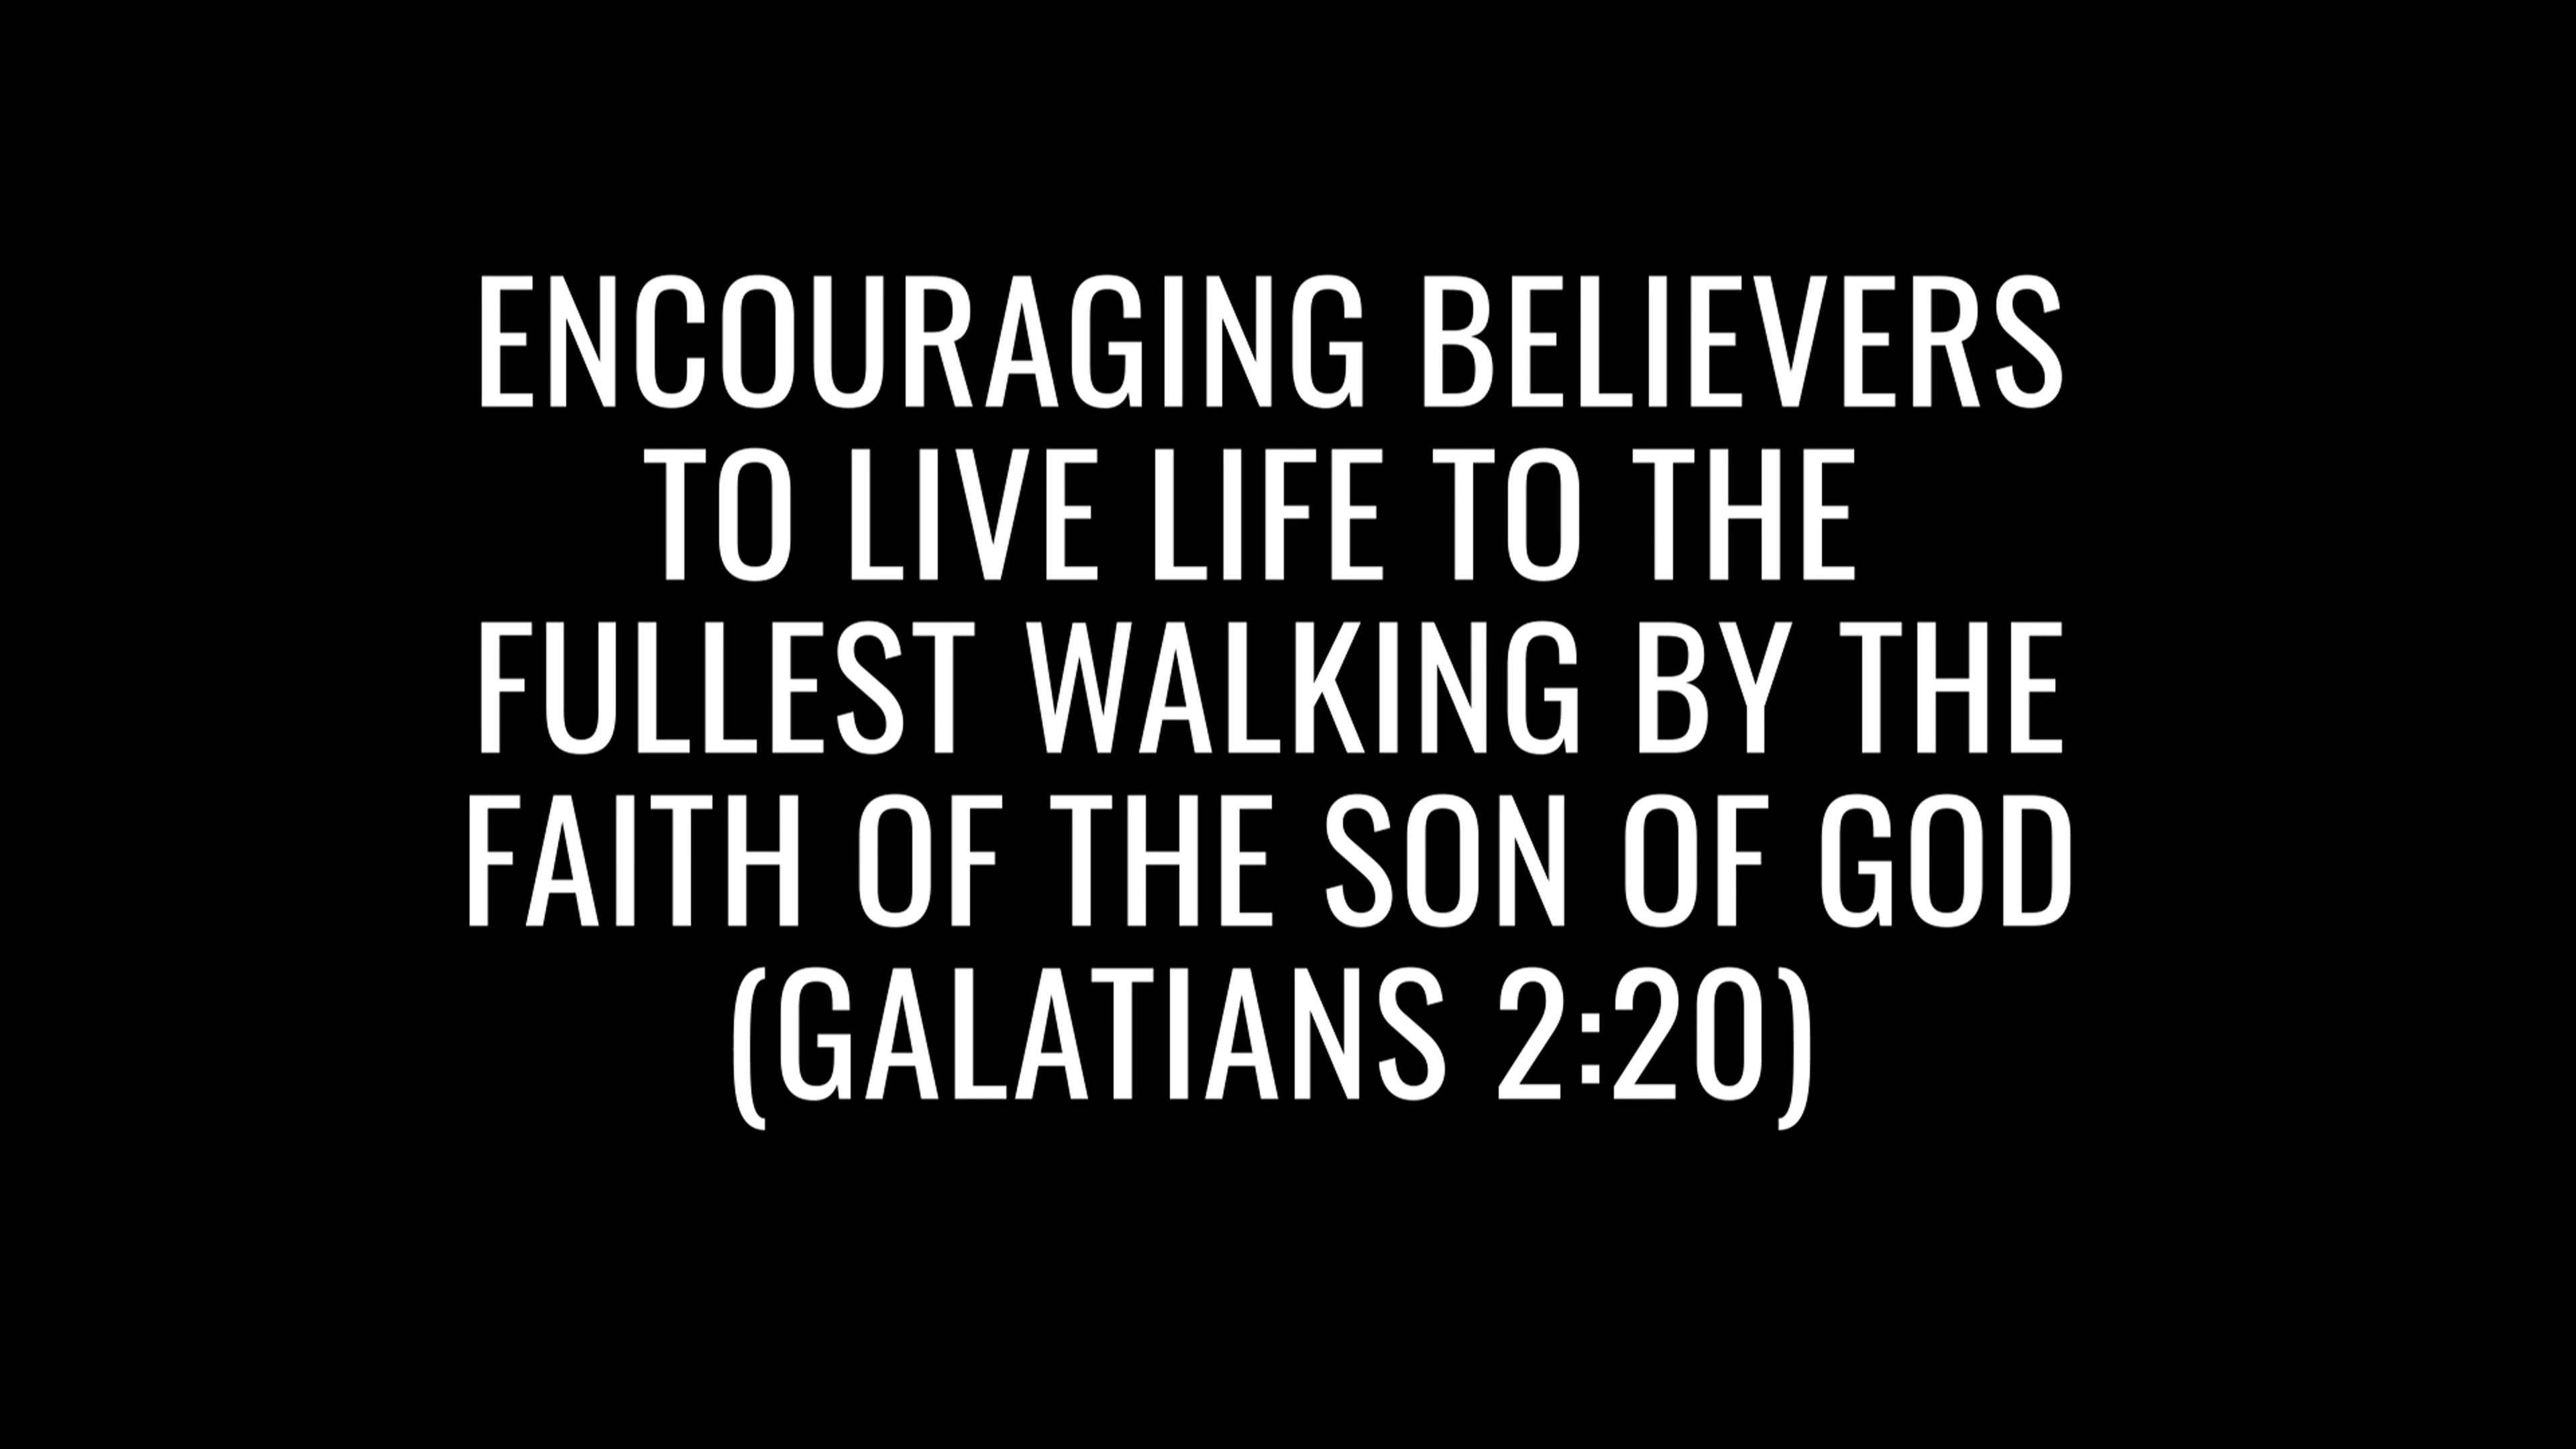 ENCOURAGING BELIEVERS
TO LIVE LIFE TO THE
FULLEST WALKING BY THE
FAITH OF THE SON OF GOD
(GALATIANS 2:20)